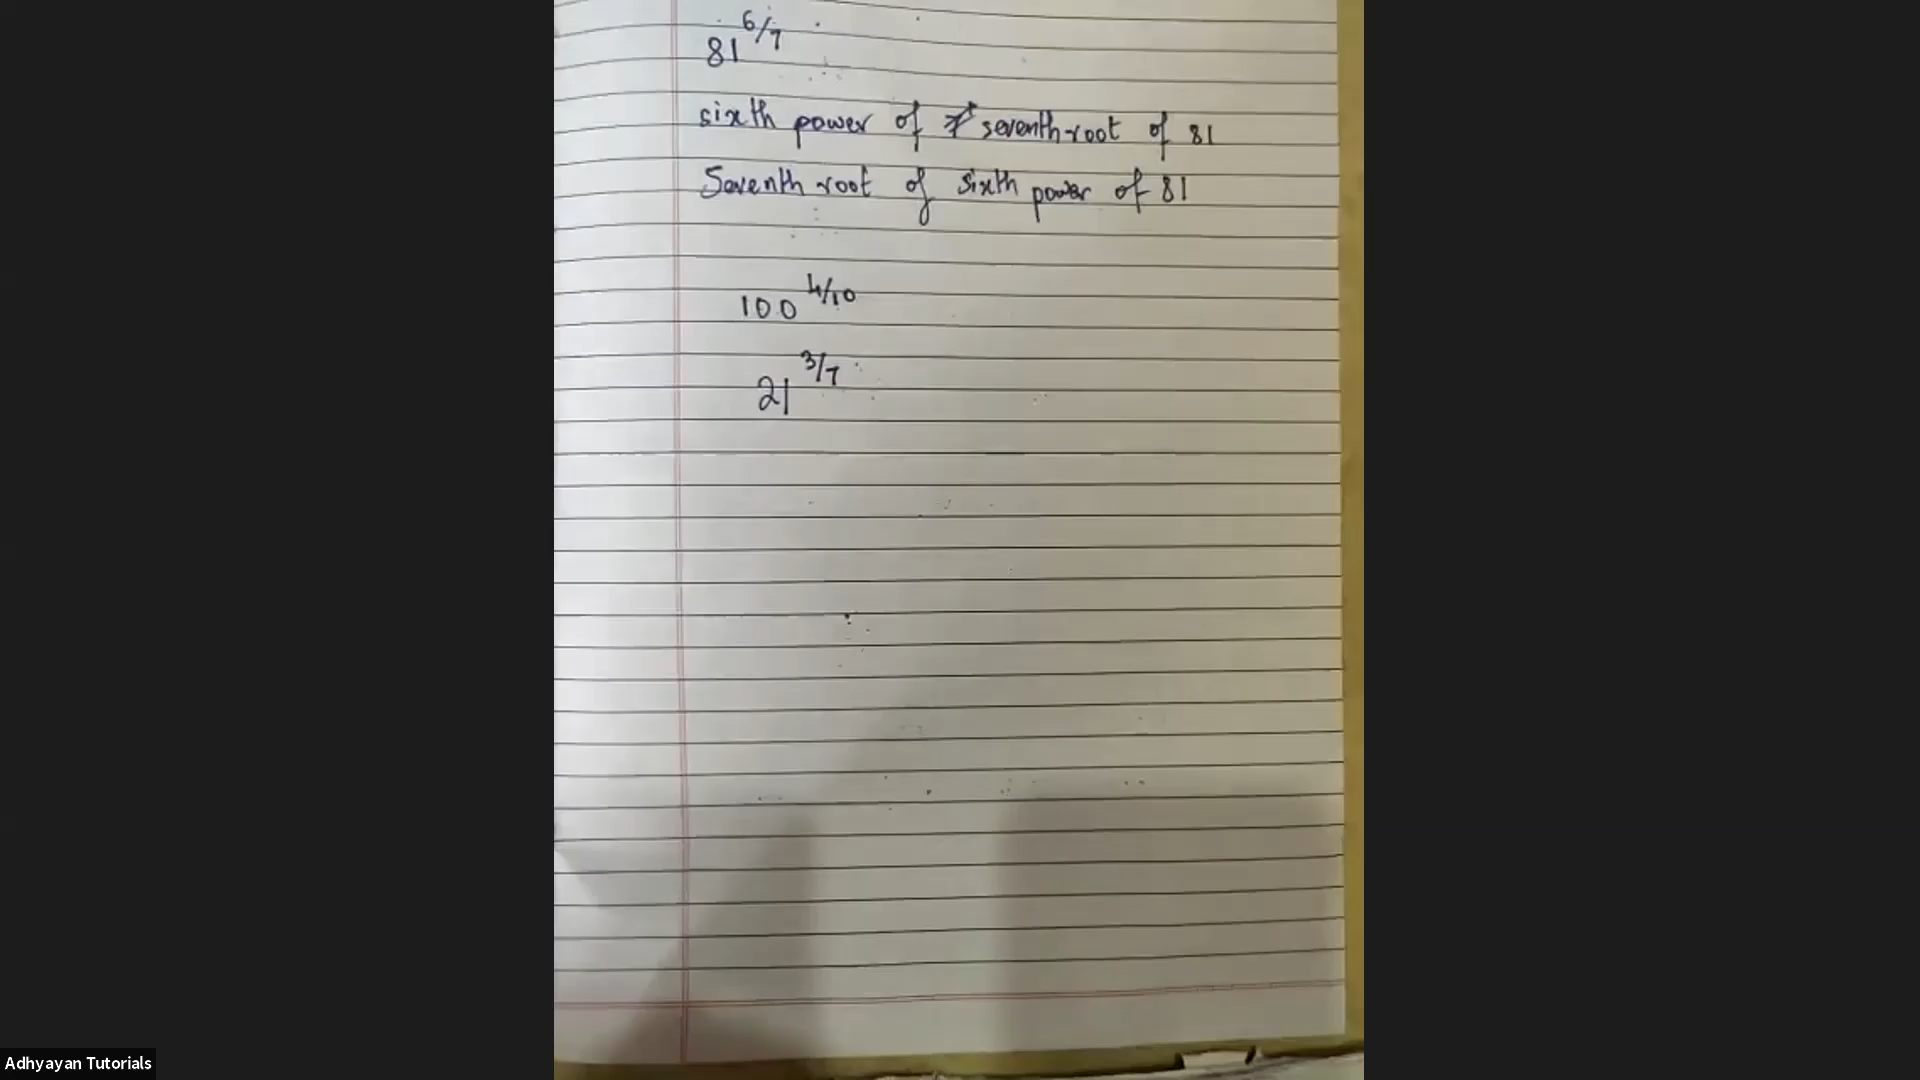 81^6/7
sixth power of seventh root of 81
Seventh root of sixth power of 81
100^4/10
21^3/7
Adhyayan Tutorials